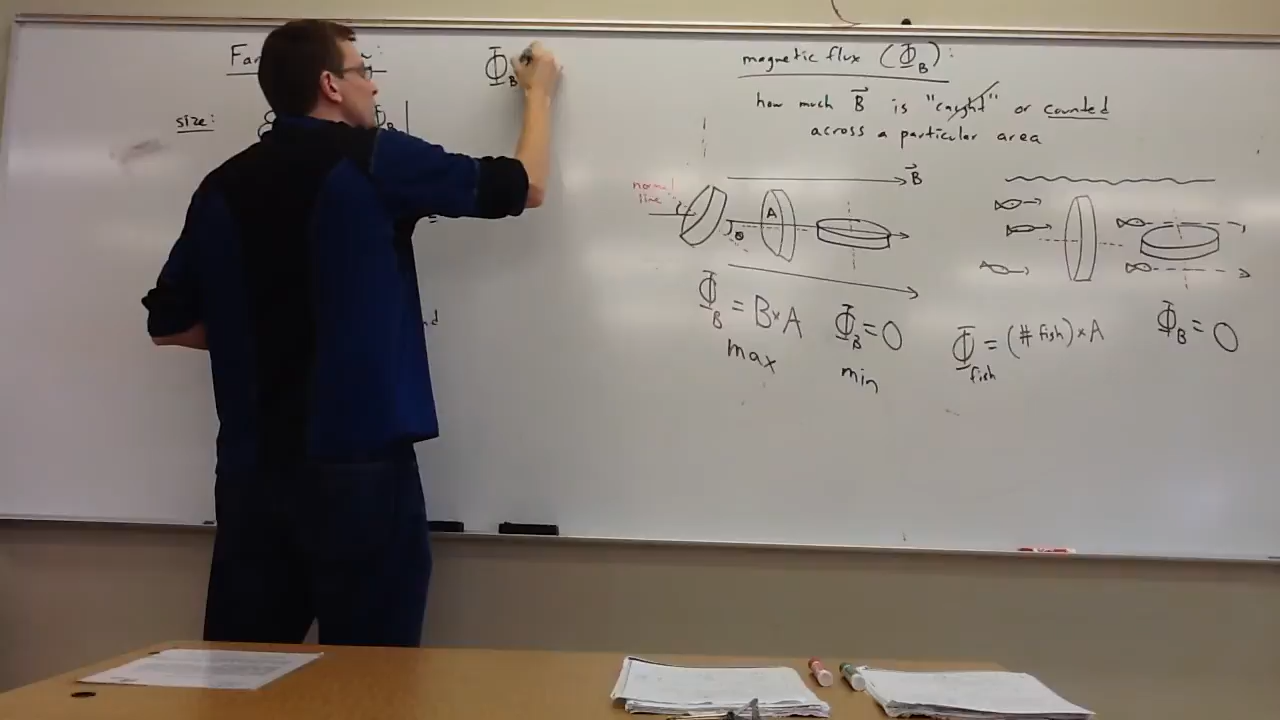 Φ_B
size:
Φ_B
magnetic flux (Φ_B):
how much B⃗ is "caught" or counted
across a particular area
B⃗
normal
line
A
θ
Φ_B = B×A
max
Φ_B = 0
min
Φ_fish = (# fish) × A
Φ_B = 0